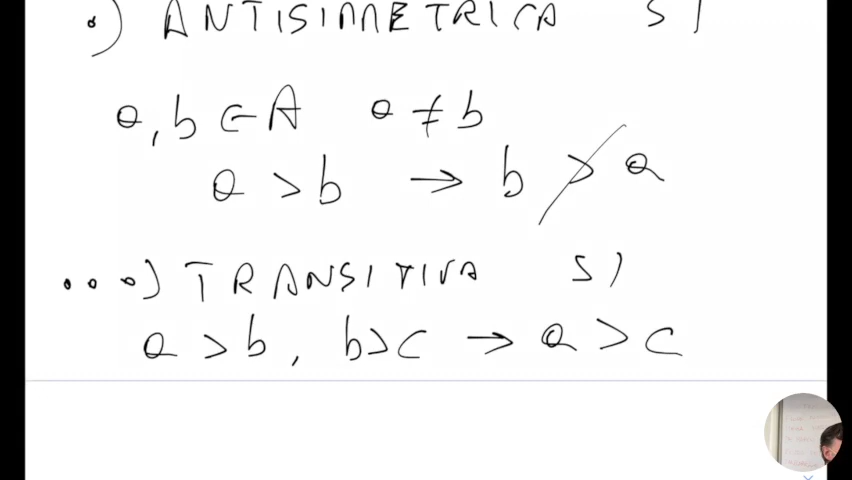 •) ANTISIMMETRICA SI
a, b ∈ A a ≠ b
a > b → b ≯ a
•••) TRANSITIVA SI
a > b, b > c → a > c